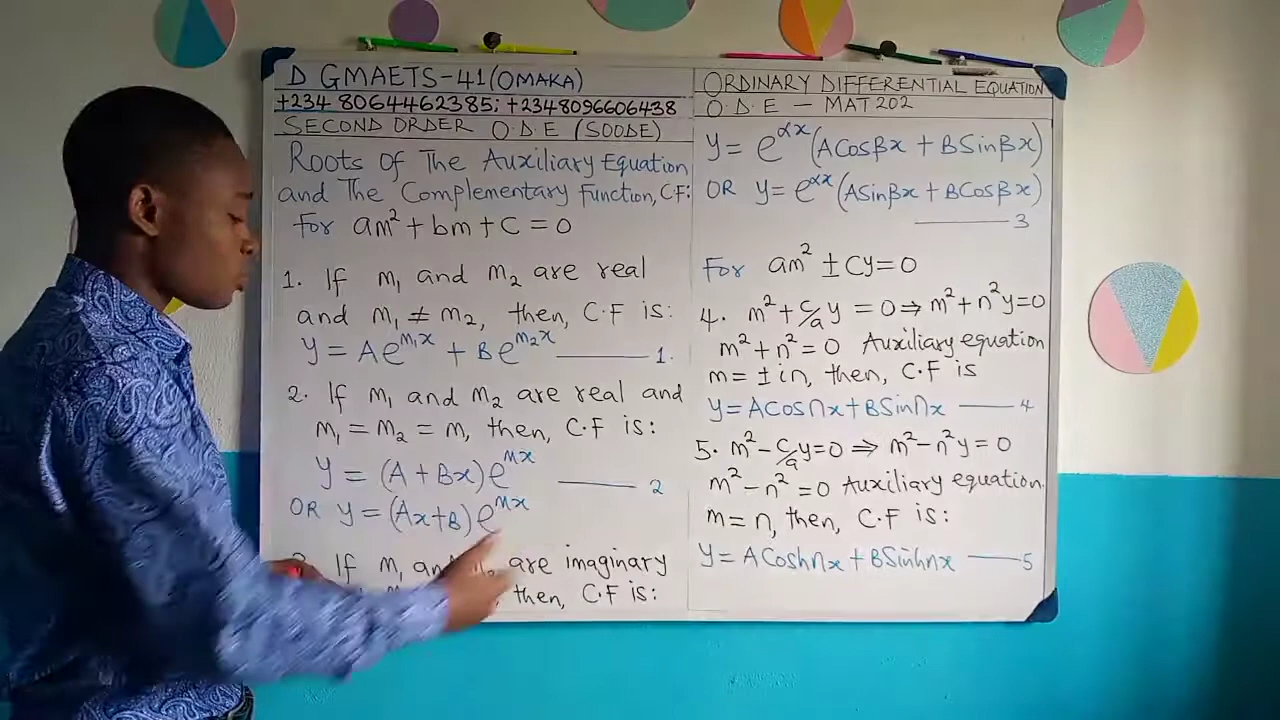 D GMAETS-41(OMAKA)
+234 8064462385; +2348096606438
SECOND ORDER O.D.E (SOODE)
Roots Of The Auxiliary Equation
and The Complementary Function, C.F:
For am² + bm + C = 0
1. If m₁ and m₂ are real
and m₁ ≠ m₂, then, C.F is:
y = Ae^m₁x + Be^m₂x ——— 1.
2. If m₁ and m₂ are real and
m₁ = m₂ = m, then, C.F is:
y = (A + Bx)e^mx ——— 2
OR y = (Ax+B)e^mx
If m₁ are imaginary
then, C.F is:
ORDINARY DIFFERENTIAL EQUATION
O.D.E — MAT 202
y = e^αx(ACosβx + BSinβx)
OR y = e^αx(ASinβx + BCosβx)
——— 3
For am² ± Cy = 0
4. m² + c/a y = 0 ⇒ m² + n²y = 0
m² + n² = 0 Auxiliary equation
m = ± in, then, C.F is
y = ACosnx + BSinnx ——— 4
5. m² - c/a y = 0 ⇒ m² - n²y = 0
m² - n² = 0 Auxiliary equation.
m = n, then, C.F is:
y = ACoshnx + BSinhnx ——— 5